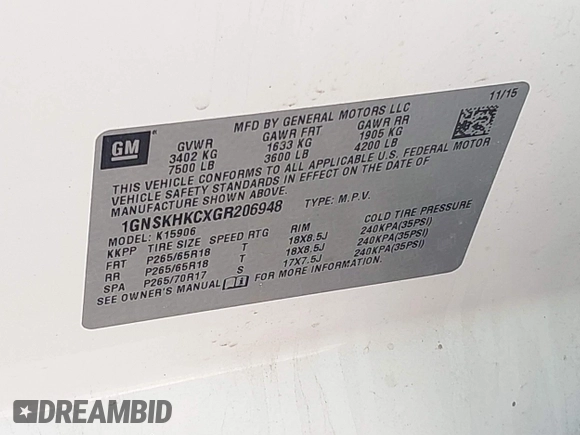 GM
MFD BY GENERAL MOTORS LLC
11/15
GVWR GAWR FRT GAWR RR
3402 KG 1633 KG 1905 KG
7500 LB 3600 LB 4200 LB
THIS VEHICLE CONFORMS TO ALL APPLICABLE U.S. FEDERAL MOTOR
VEHICLE SAFETY STANDARDS IN EFFECT ON THE DATE OF
MANUFACTURE SHOWN ABOVE.
1GNSKHKCXGR206948 TYPE: M.P.V.
MODEL: K15906
KKPP TIRE SIZE SPEED RTG RIM COLD TIRE PRESSURE
FRT P265/65R18 T 18X8.5J 240KPA(35PSI)
RR P265/65R18 T 18X8.5J 240KPA(35PSI)
SPA P265/70R17 S 17X7.5J 240KPA(35PSI)
SEE OWNER'S MANUAL
DREAMBID